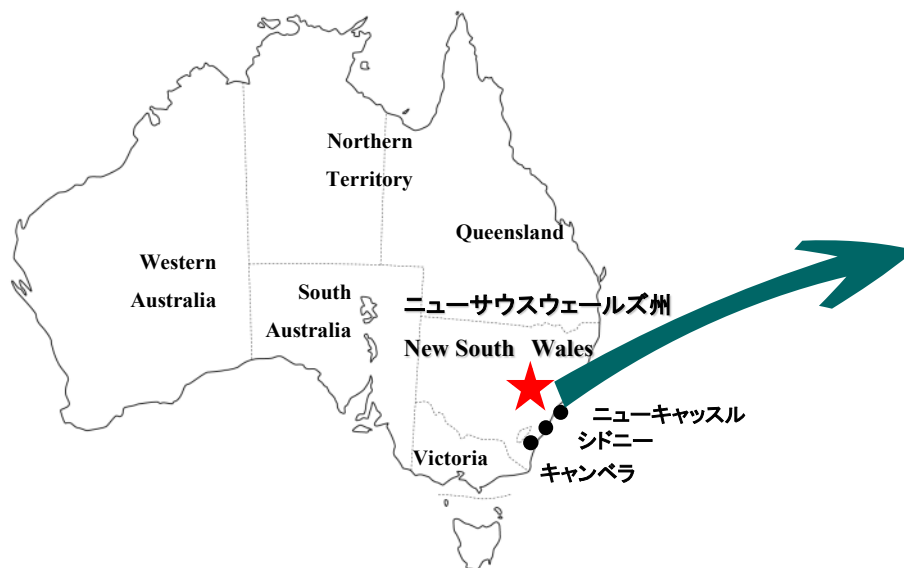 Northern
Territory
Queensland
Western
Australia
South
Australia
ニューサウスウェールズ州
New South Wales
ニューキャッスル
シドニー
キャンベラ
Victoria